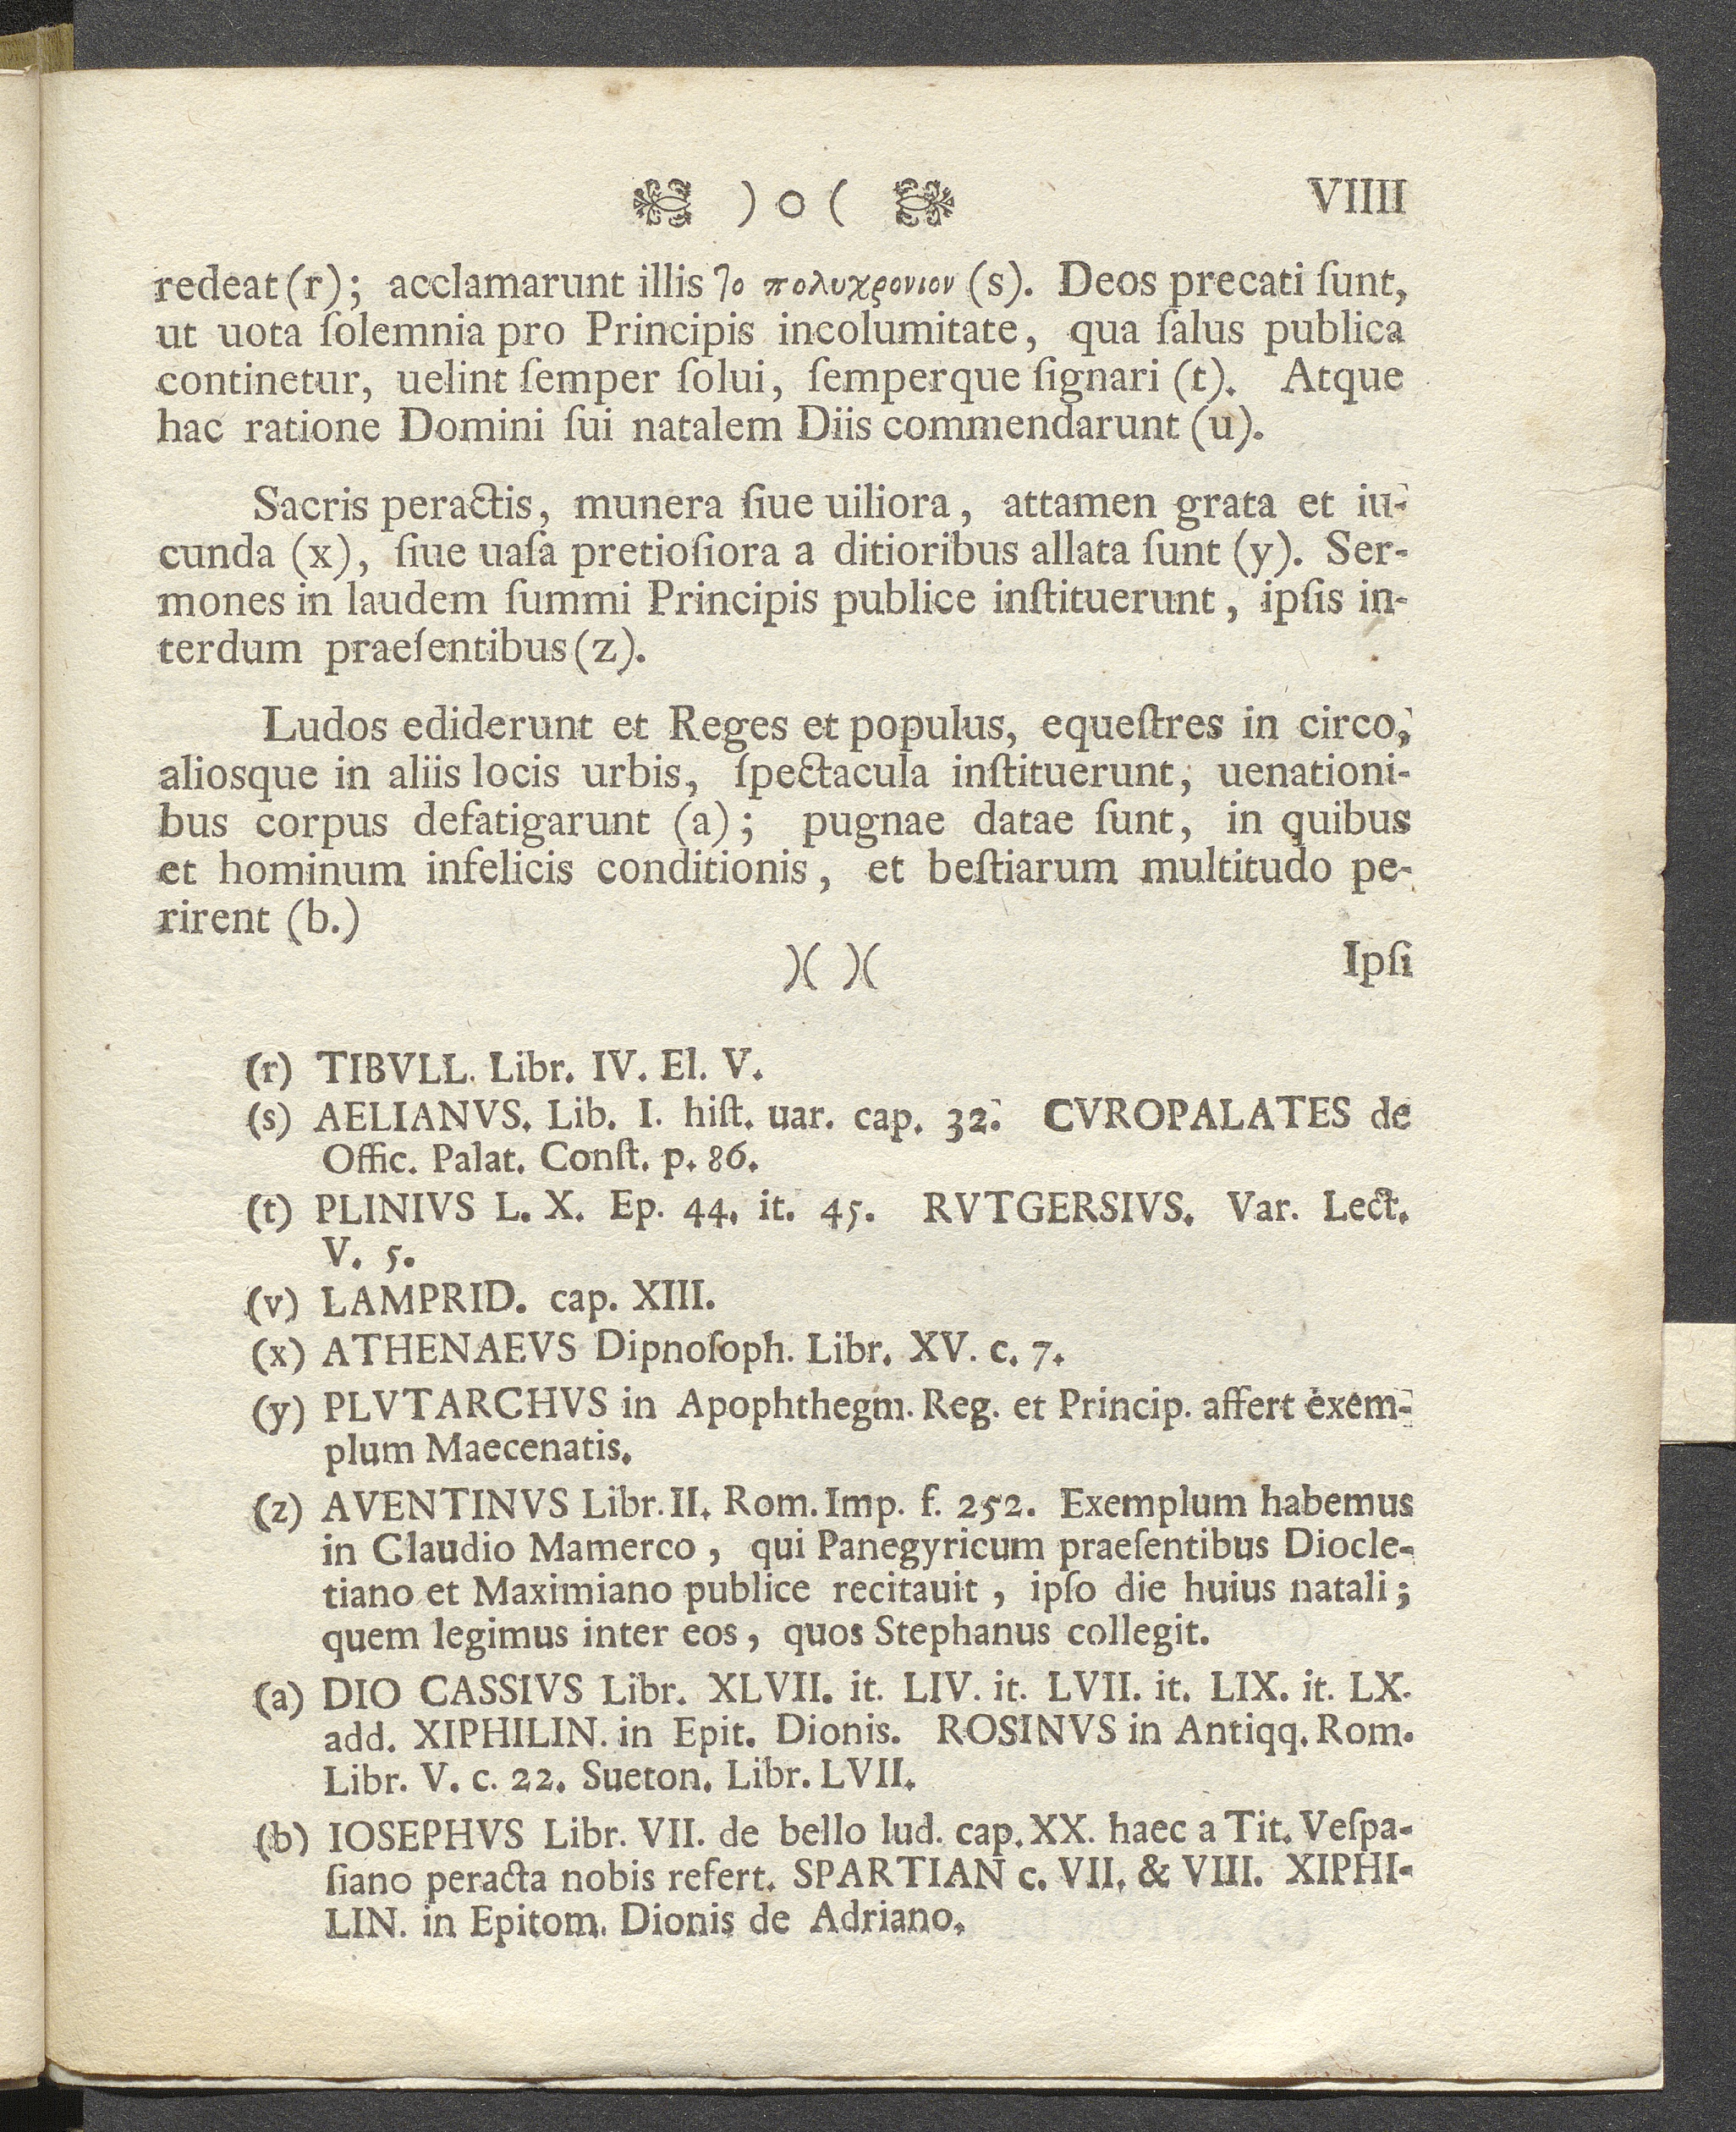 ) o ( VIIII
redeat (r); acclamarunt illis το πολυχρονιον (s). Deos precati ſunt,
ut uota ſolemnia pro Principis incolumitate, qua ſalus publica
continetur, uelint ſemper ſolui, ſemperque ſignari (t). Atque
hac ratione Domini ſui natalem Diis commendarunt (u).
Sacris peractis, munera ſiue uiliora, attamen grata et iu-
cunda (x), ſiue uaſa pretioſiora a ditioribus allata ſunt (y). Ser-
mones in laudem ſummi Principis publice inſtituerunt, ipſis in-
terdum praeſentibus (z).
Ludos ediderunt et Reges et populus, equeſtres in circo,
aliosque in aliis locis urbis, ſpectacula inſtituerunt, uenationi-
bus corpus defatigarunt (a); pugnae datae ſunt, in quibus
et hominum infelicis conditionis, et beſtiarum multitudo pe-
rirent (b.)
)( )( Ipſi
(r) TIBVLL. Libr. IV. El. V.
(s) AELIANVS. Lib. I. hiſt. uar. cap. 32. CVROPALATES de
Offic. Palat. Conſt. p. 86.
(t) PLINIVS L. X. Ep. 44. it. 45. RVTGERSIVS. Var. Lect.
V. 5.
(v) LAMPRID. cap. XIII.
(x) ATHENAEVS Dipnoſoph. Libr. XV. c. 7.
(y) PLVTARCHVS in Apophthegm. Reg. et Princip. affert exem-
plum Maecenatis.
(z) AVENTINVS Libr. II. Rom. Imp. f. 252. Exemplum habemus
in Claudio Mamerco, qui Panegyricum praeſentibus Diocle-
tiano et Maximiano publice recitauit, ipſo die huius natali;
quem legimus inter eos, quos Stephanus collegit.
(a) DIO CASSIVS Libr. XLVII. it. LIV. it. LVII. it. LIX. it. LX.
add. XIPHILIN. in Epit. Dionis. ROSINVS in Antiqq. Rom.
Libr. V. c. 22. Sueton. Libr. LVII.
(b) IOSEPHVS Libr. VII. de bello Iud. cap. XX. haec a Tit. Veſpa-
ſiano peracta nobis refert. SPARTIAN c. VII. & VIII. XIPHI-
LIN. in Epitom. Dionis de Adriano.